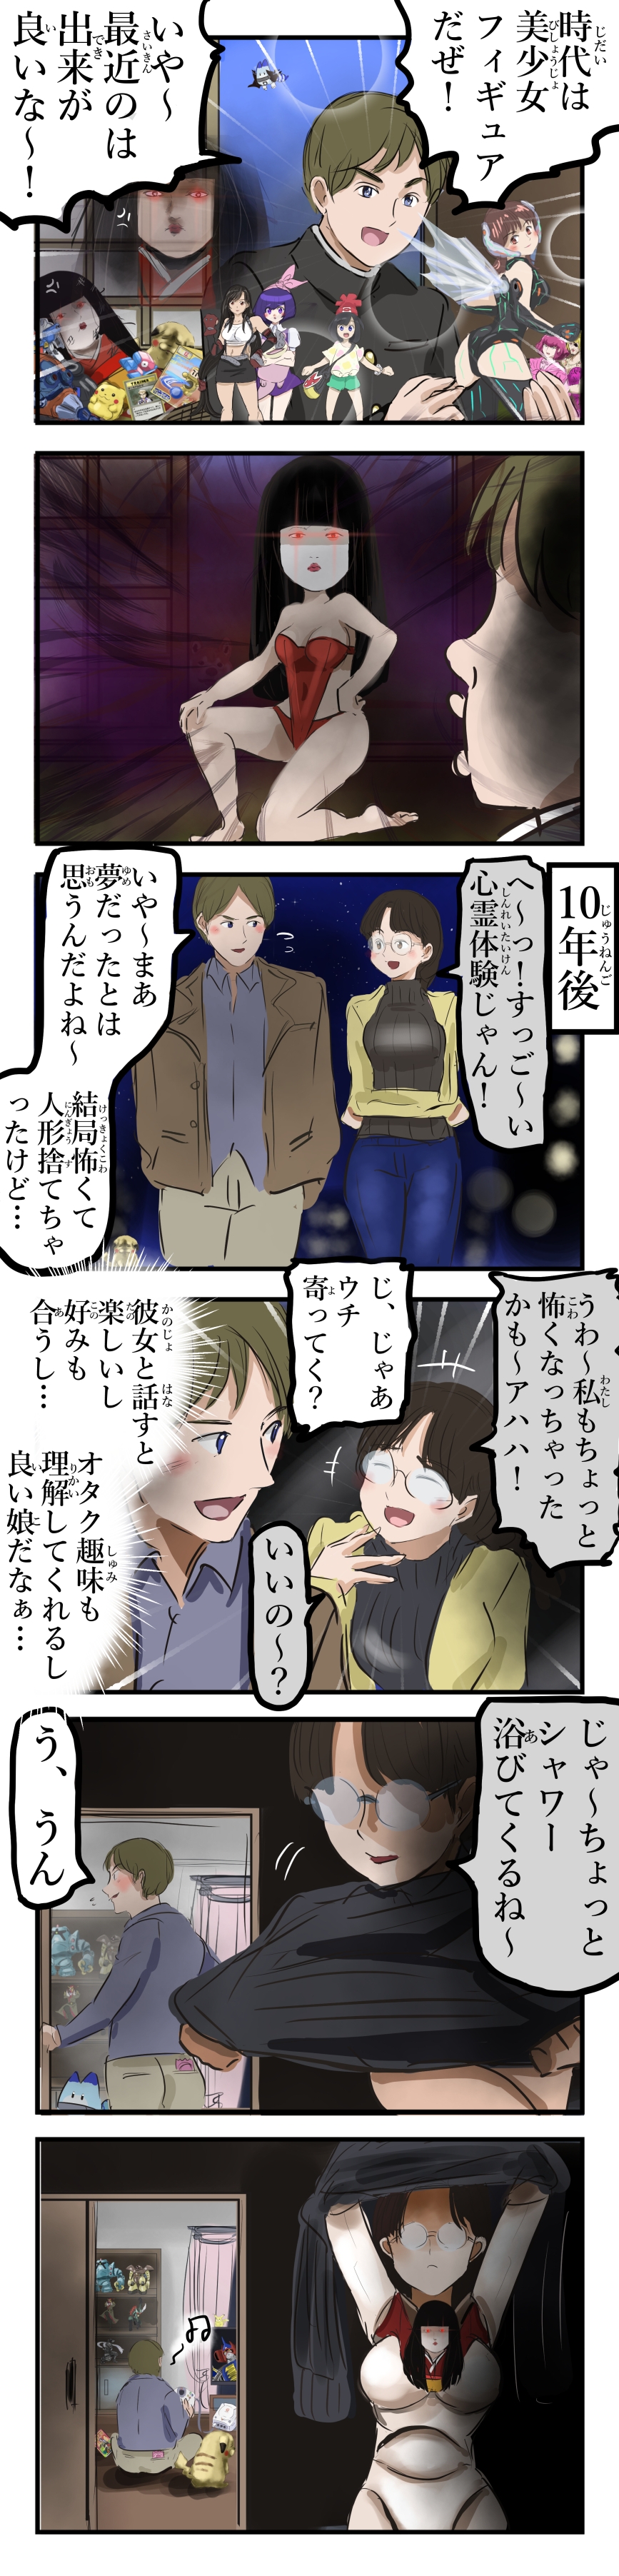 時代は
美少女
フィギュア
だぜ!
いや〜
最近のは
出来が
良いな〜!
10年後
へ〜っ!すっご〜い
心霊体験じゃん!
いや〜まあ
夢だったとは
思うんだよね〜
結局怖くて
人形捨てちゃ
ったけど…
うわ〜私もちょっと
怖くなっちゃった
かも〜アハハ!
じ、じゃあ
ウチ
寄ってく?
いいの〜?
彼女と話すと
楽しいし
好みも
合うし…
オタク趣味も
理解してくれるし
良い娘だなぁ…
じゃ〜ちょっと
シャワー
浴びてくるね〜
う、うん